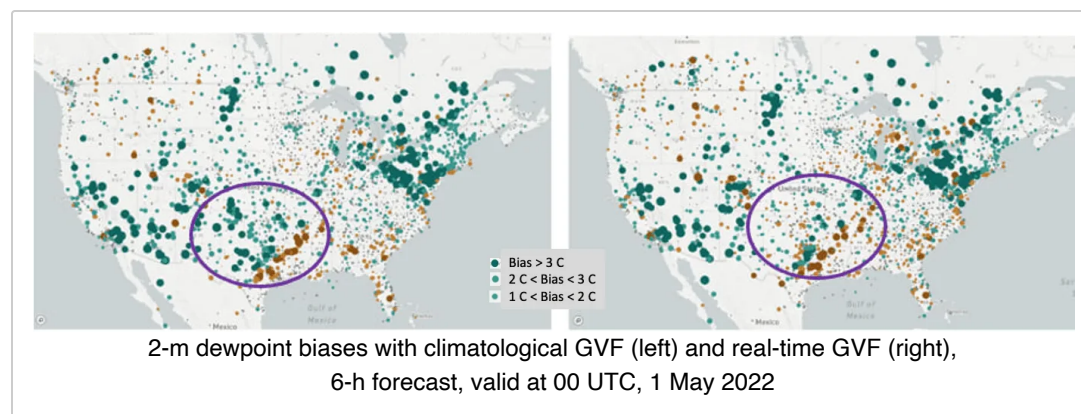 United States
Bias > 3 C
2 C < Bias < 3 C
1 C < Bias < 2 C
Gulf of
Mexico
Mexico
Gulf of
Mexico
Mexico
2-m dewpoint biases with climatological GVF (left) and real-time GVF (right),
6-h forecast, valid at 00 UTC, 1 May 2022